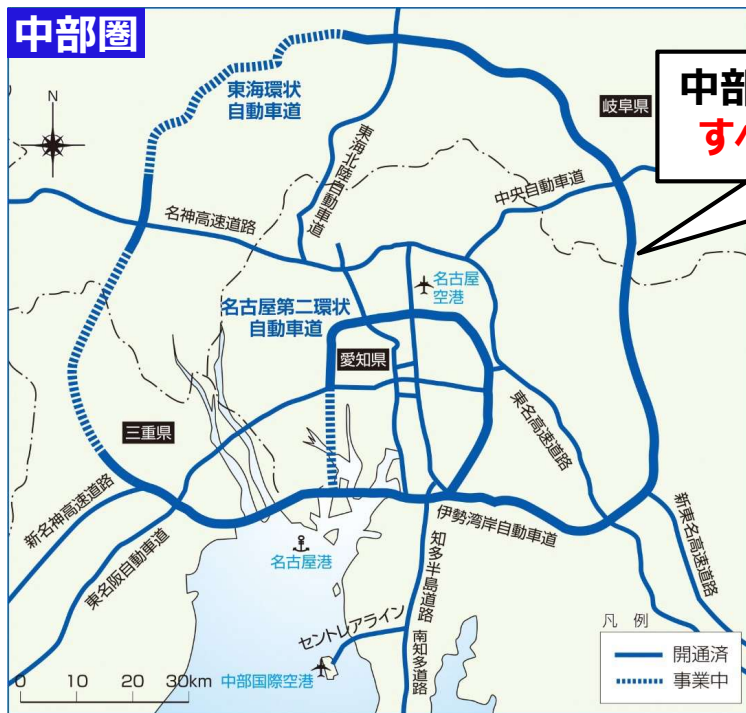 中部圏
N
東海環状
自動車道
東海北陸自動車道
岐阜県
中部
中央自動車道
名神高速道路
名古屋
空港
名古屋第二環状
自動車道
愛知県
三重県
東名高速道路
新名神高速道路
東名阪自動車道
伊勢湾岸自動車道
新東名高速道路
名古屋港
知多半島道路
セントレアライン
南知多道路
中部国際空港
0 10 20 30km
凡 例
開通済
事業中